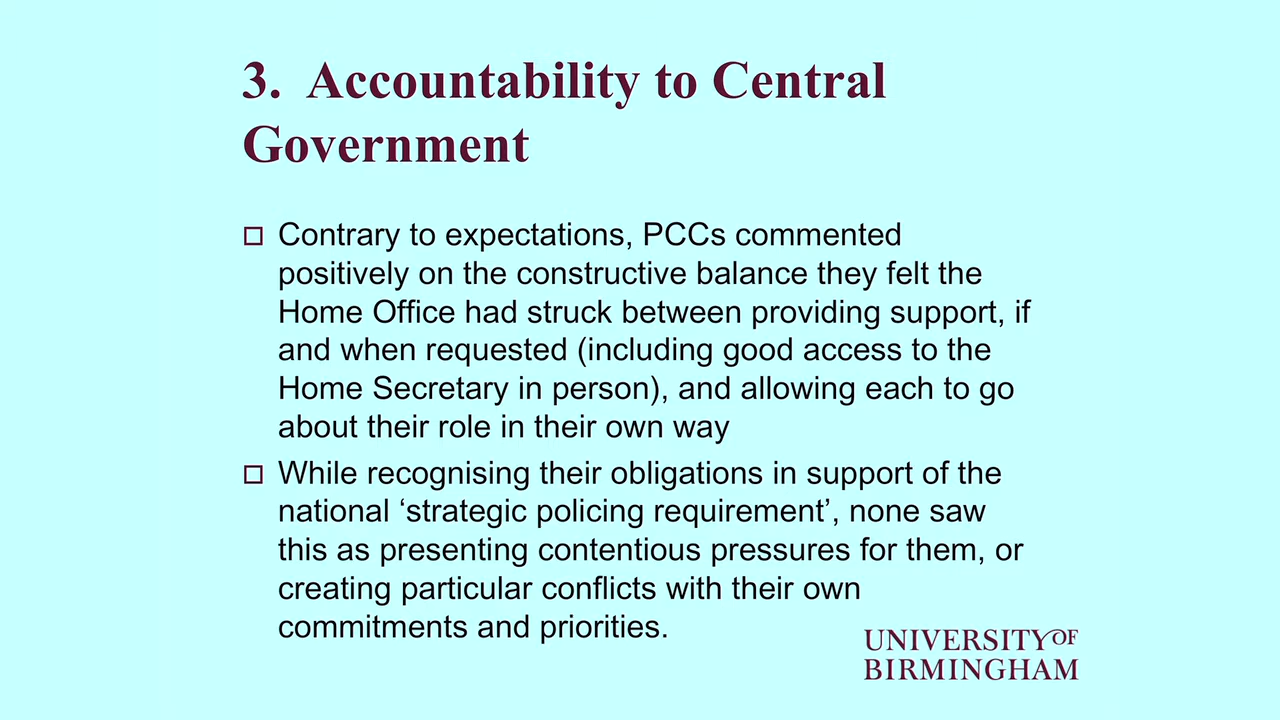 3.  Accountability to Central
Government
Contrary to expectations, PCCs commented
positively on the constructive balance they felt the
Home Office had struck between providing support, if
and when requested (including good access to the
Home Secretary in person), and allowing each to go
about their role in their own way
While recognising their obligations in support of the
national ‘strategic policing requirement’, none saw
this as presenting contentious pressures for them, or
creating particular conflicts with their own
commitments and priorities.
UNIVERSITY OF
BIRMINGHAM